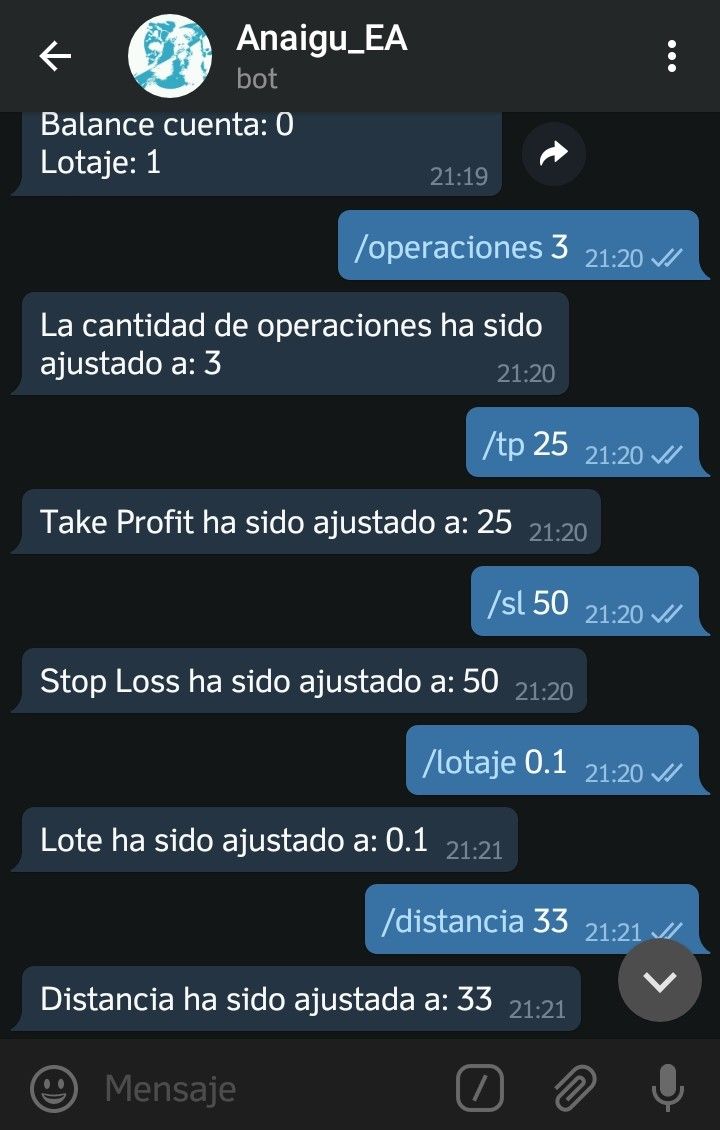 Anaigu_EA
bot
Balance cuenta: 0
Lotaje: 1
21:19
/operaciones 3 21:20
La cantidad de operaciones ha sido
ajustado a: 3
21:20
/tp 25 21:20
Take Profit ha sido ajustado a: 25 21:20
/sl 50 21:20
Stop Loss ha sido ajustado a: 50 21:20
/lotaje 0.1 21:20
Lote ha sido ajustado a: 0.1 21:21
/distancia 33 21:21
Distancia ha sido ajustada a: 33 21:21
Mensaje